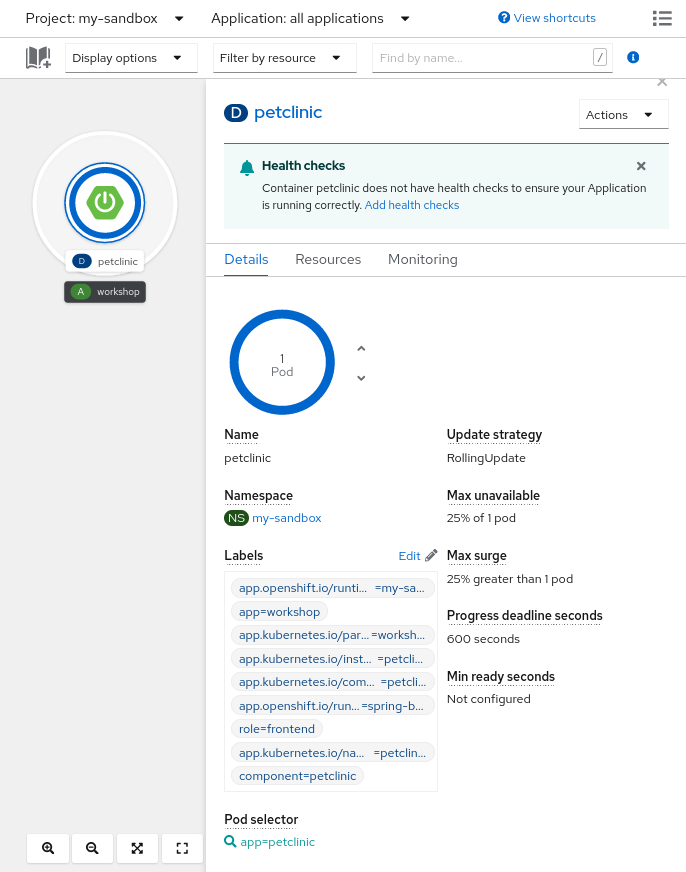 Project: my-sandbox
Application: all applications
View shortcuts
Display options
Filter by resource
Find by name...
/
D petclinic
Actions
Health checks
Container petclinic does not have health checks to ensure your Application
is running correctly. Add health checks
D petclinic
A workshop
Details Resources Monitoring
1
Pod
Name
petclinic
Update strategy
RollingUpdate
Namespace
NS my-sandbox
Max unavailable
25% of 1 pod
Labels
Edit
app.openshift.io/runti... =my-sa...
app=workshop
app.kubernetes.io/par...=worksh...
app.kubernetes.io/inst... =petcli...
app.kubernetes.io/com... =petcli...
app.openshift.io/run...=spring-b...
role=frontend
app.kubernetes.io/na... =petclin...
component=petclinic
Max surge
25% greater than 1 pod
Progress deadline seconds
600 seconds
Min ready seconds
Not configured
Pod selector
app=petclinic